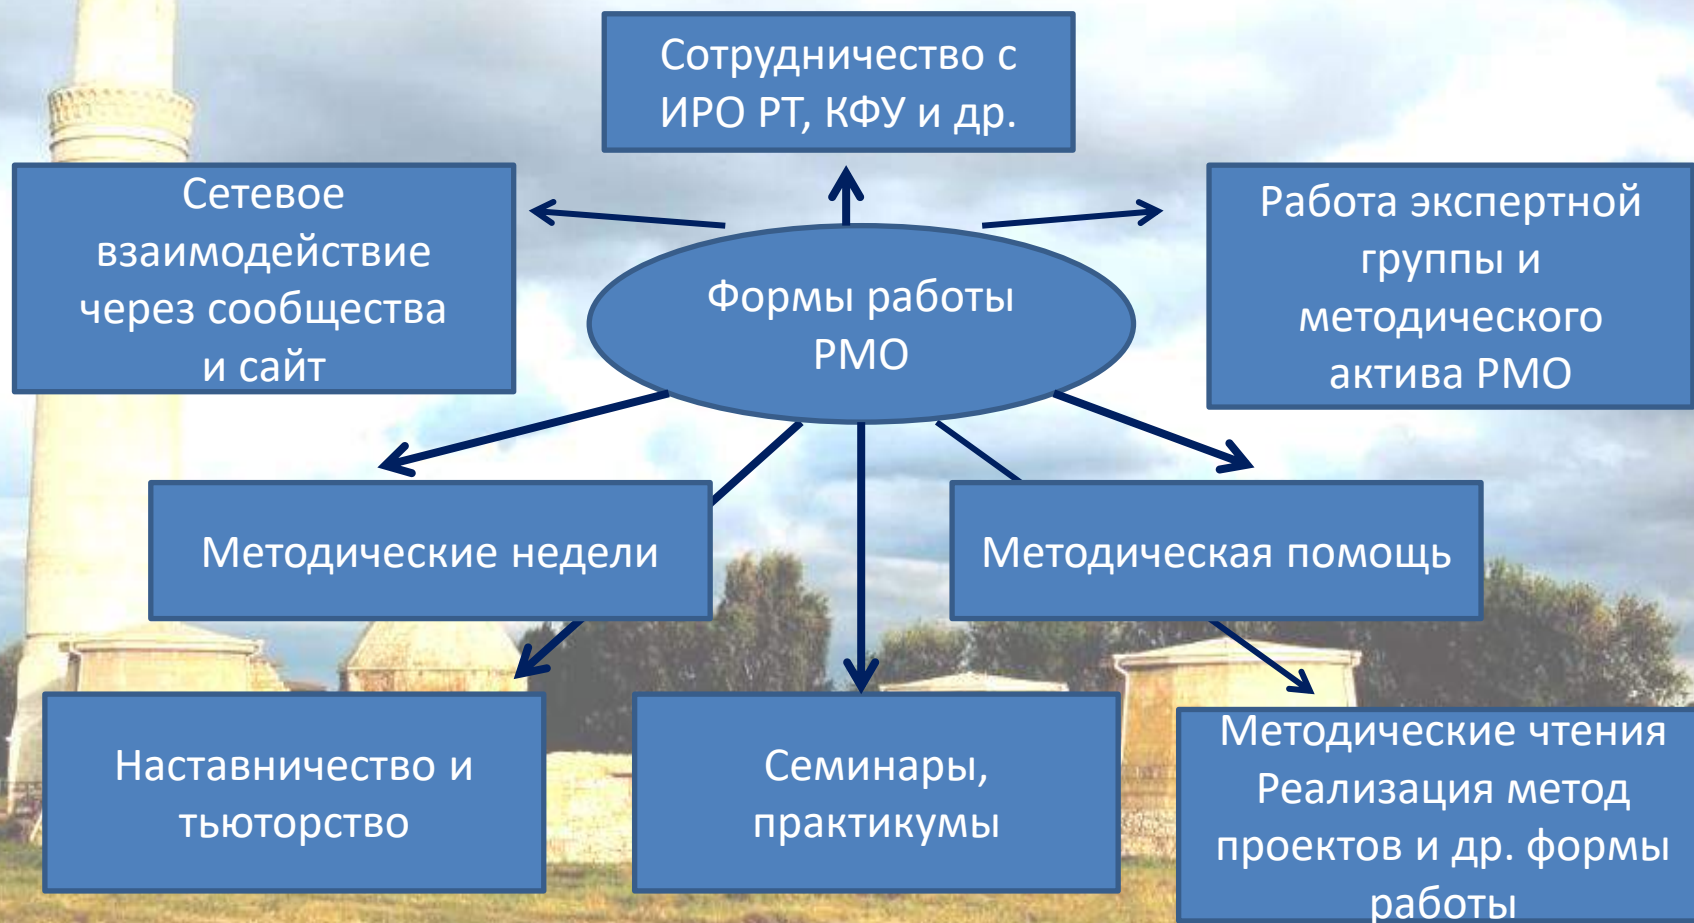 Сотрудничество с
ИРО РТ, КФУ и др.
Сетевое
взаимодействие
через сообщества
и сайт
Формы работы
РМО
Работа экспертной
группы и
методического
актива РМО
Методические недели
Методическая помощь
Наставничество и
тьюторство
Семинары,
практикумы
Методические чтения
Реализация метод
проектов и др. формы
работы